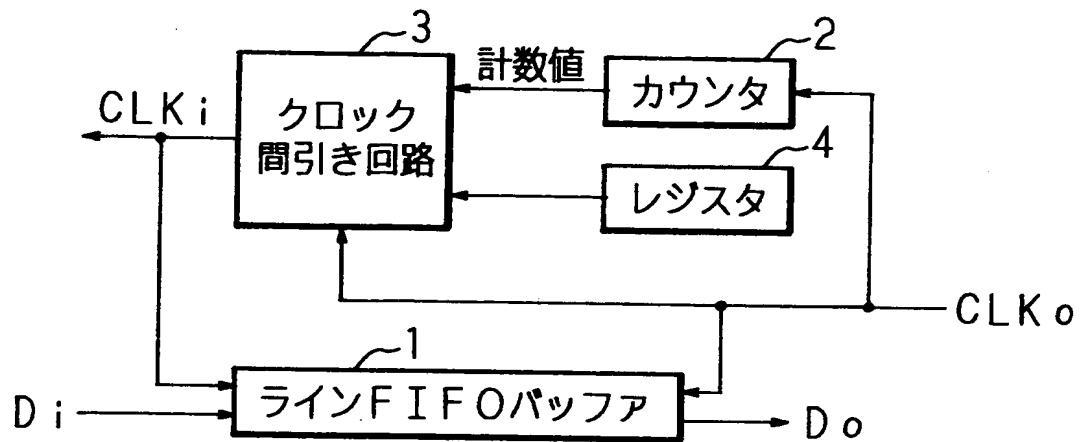 3
2
計数値
カウンタ
CLKi
クロック
間引き回路
4
レジスタ
CLKo
1
ラインFIFOバッファ
Di
Do